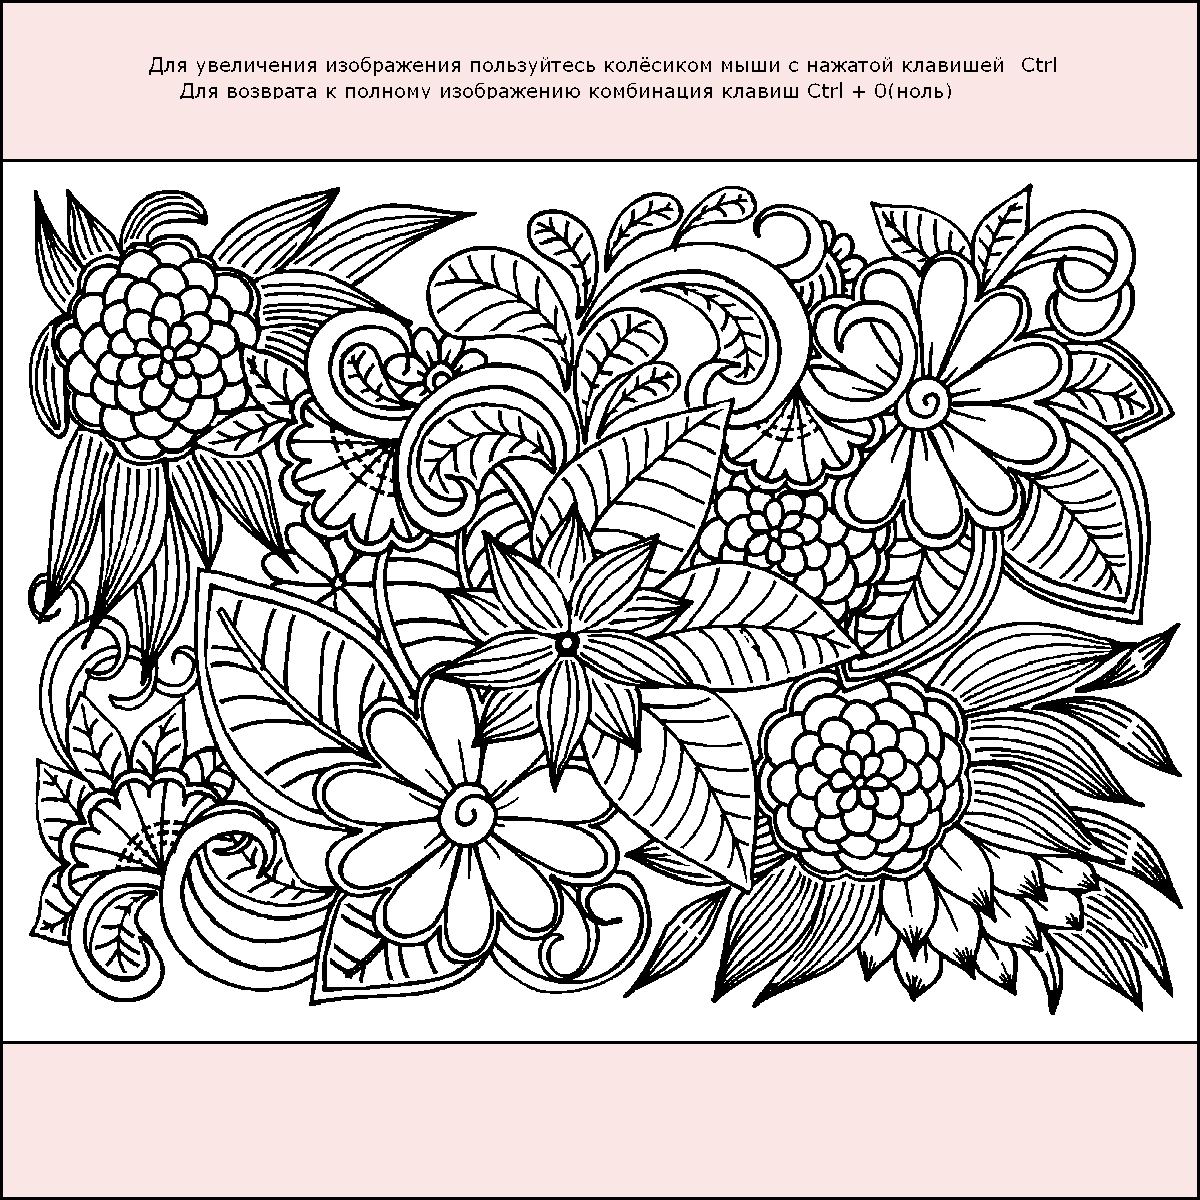 Для увеличения изображения пользуйтесь колёсиком мыши с нажатой клавишей Ctrl
Для возврата к полному изображению комбинация клавиш Ctrl + 0(ноль)